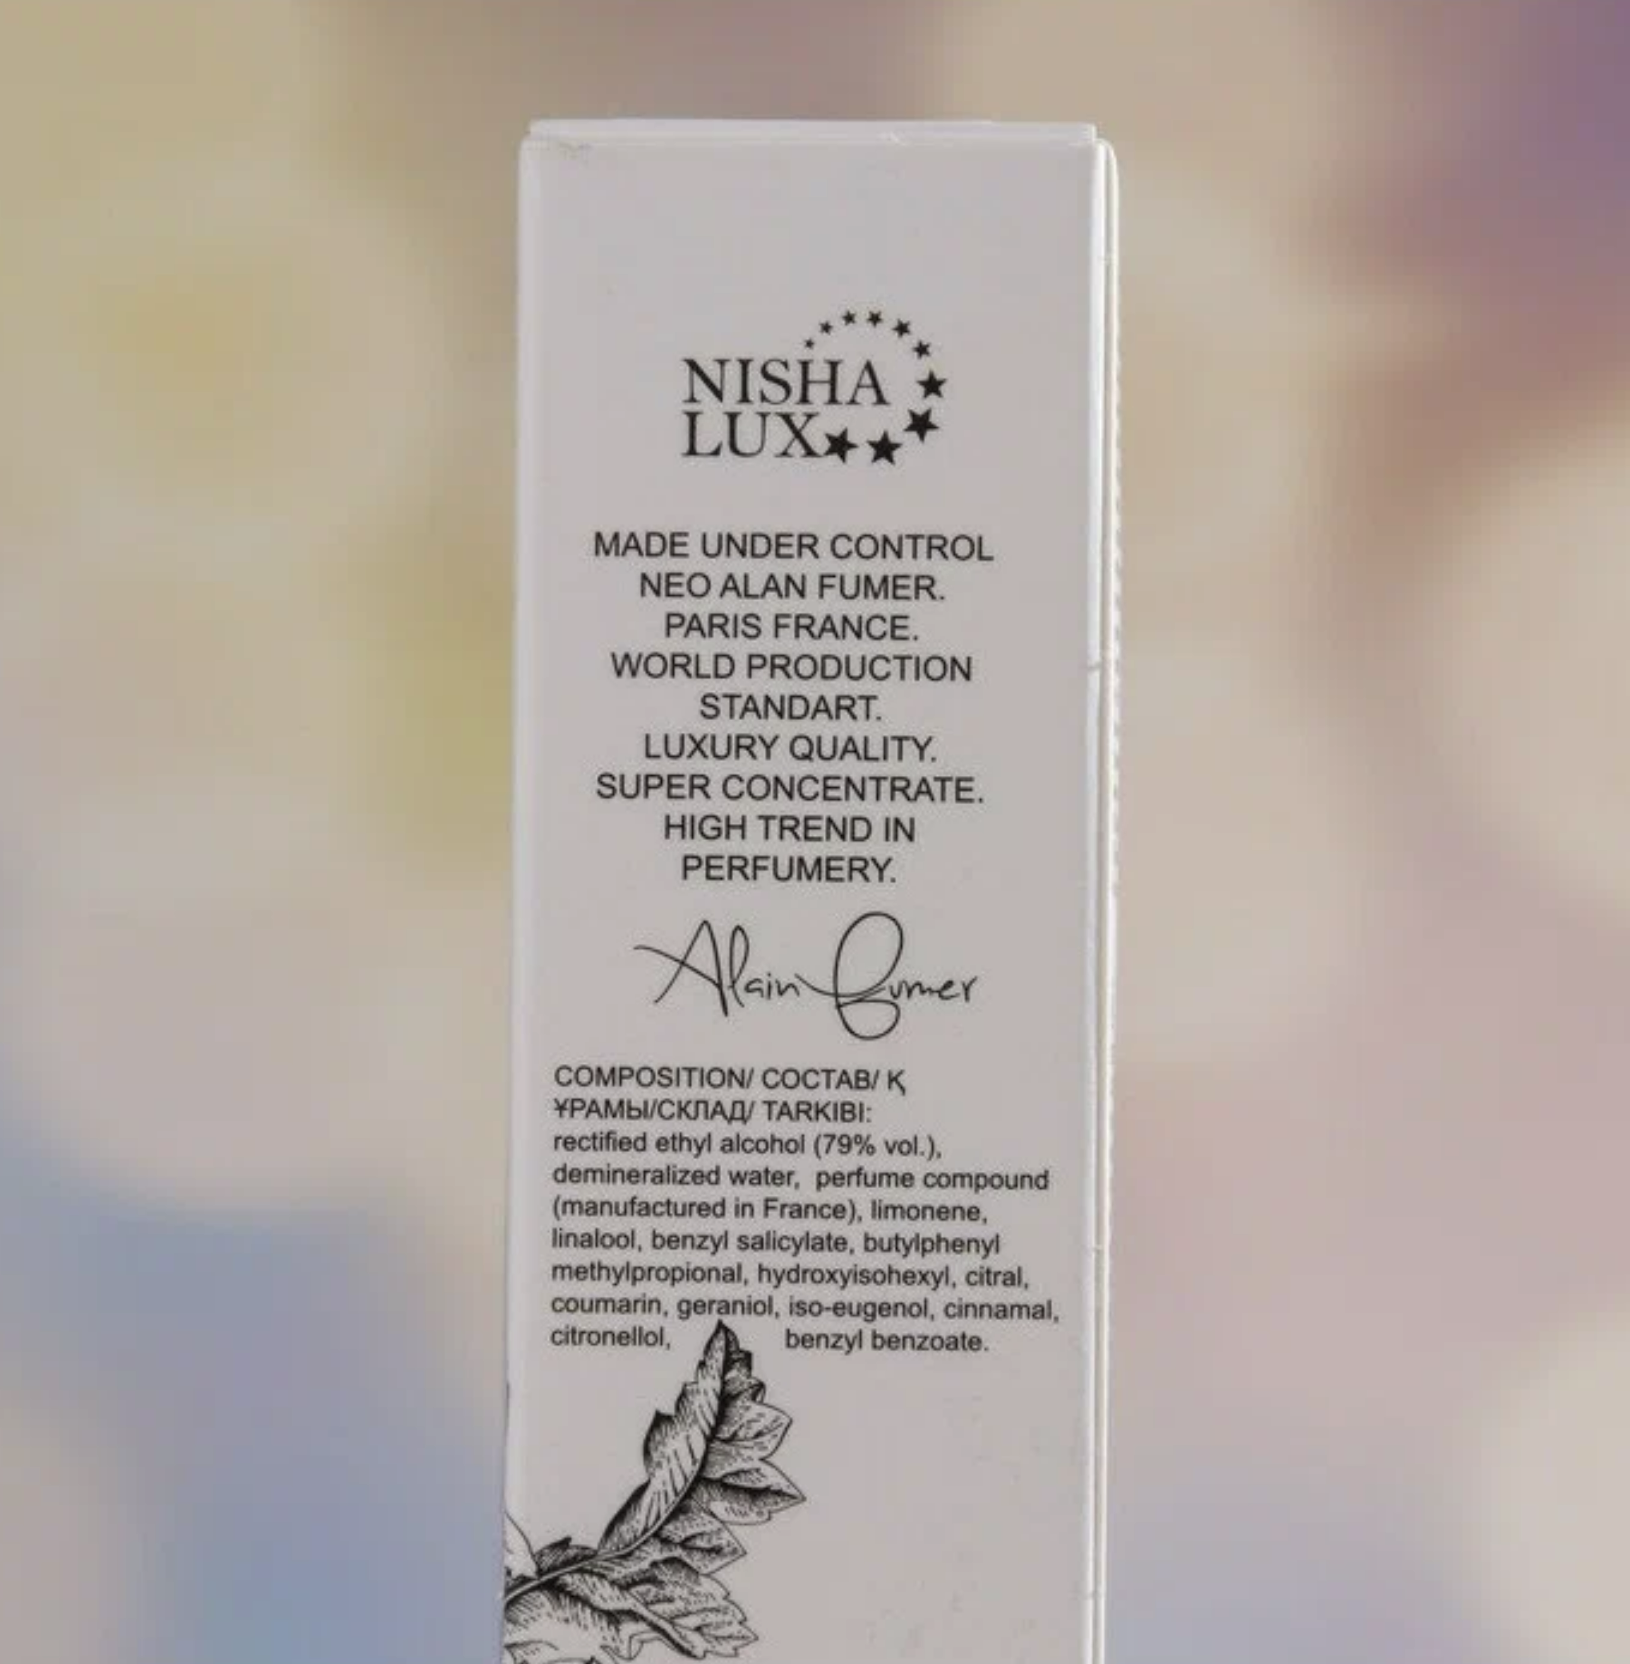 NISHA
LUX
MADE UNDER CONTROL
NEO ALAN FUMER.
PARIS FRANCE.
WORLD PRODUCTION
STANDART.
LUXURY QUALITY.
SUPER CONCENTRATE.
HIGH TREND IN
PERFUMERY.
Alain Fumer
COMPOSITION/ СОСТАВ/ Қ
ҰРАМЫ/СКЛАД/ TARKIBI:
rectified ethyl alcohol (79% vol.),
demineralized water, perfume compound
(manufactured in France), limonene,
linalool, benzyl salicylate, butylphenyl
methylpropional, hydroxyisohexyl, citral,
coumarin, geraniol, iso-eugenol, cinnamal,
citronellol, benzyl benzoate.